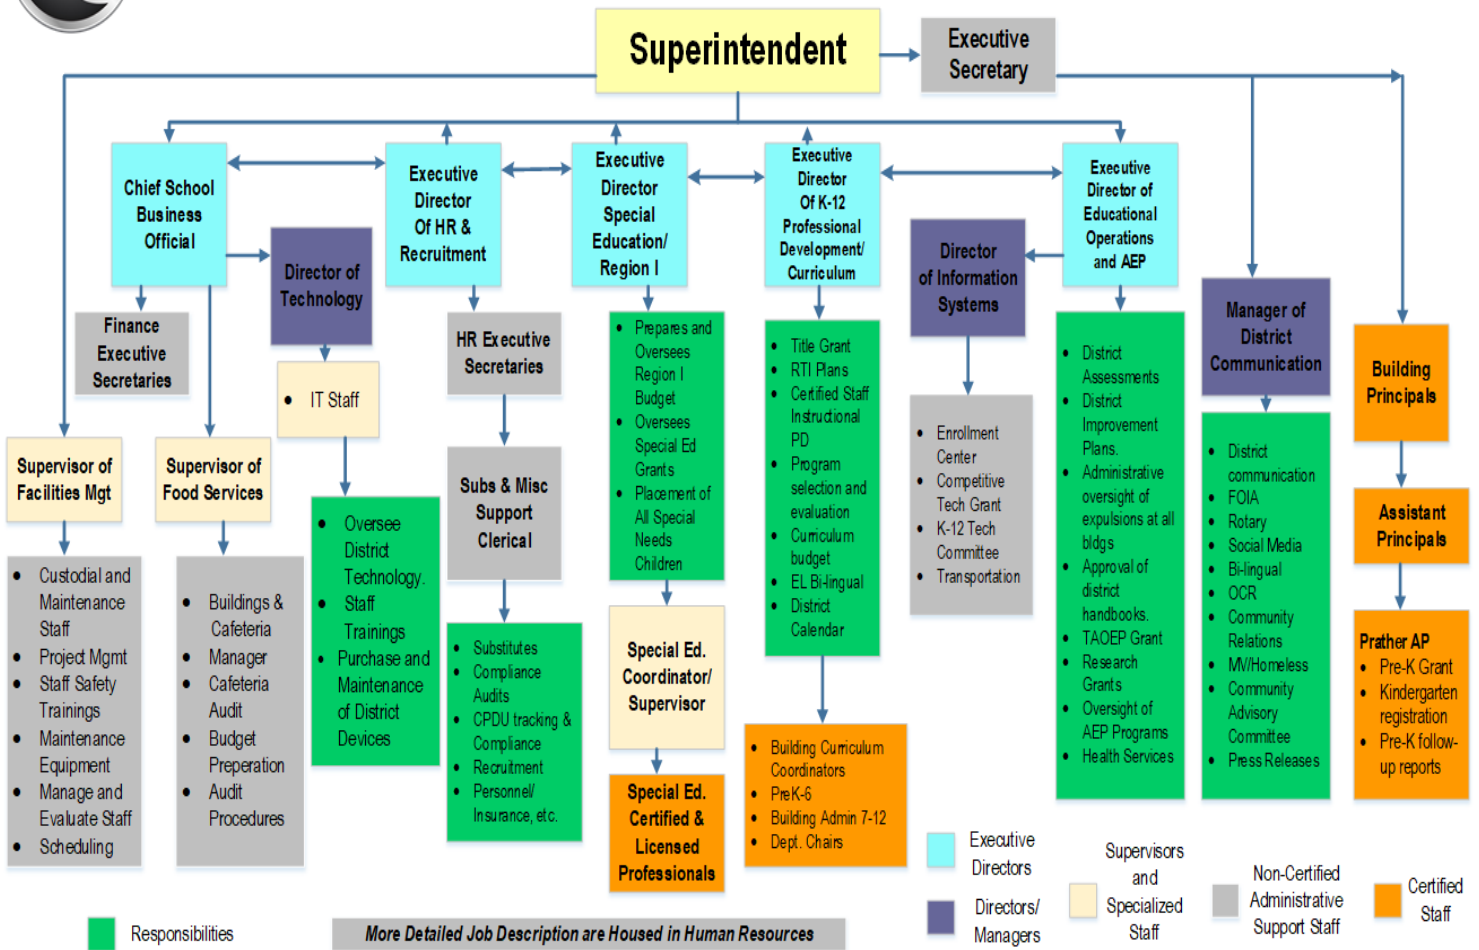 Superintendent
Executive
Secretary
Chief School
Business
Official
Executive
Director
Of HR &
Recruitment
Executive
Director
Special
Education/
Region I
Executive
Director
Of K-12
Professional
Development/
Curriculum
Executive
Director of
Educational
Operations
and AEP
Director of
Technology
Director
of Information
Systems
Manager of
District
Communication
Building
Principals
Finance
Executive
Secretaries
HR Executive
Secretaries
• IT Staff
Supervisor of
Facilities Mgt
Supervisor of
Food Services
Subs & Misc
Support
Clerical
Assistant
Principals
• Custodial and
Maintenance
Staff
• Project Mgmt
• Staff Safety
Trainings
• Maintenance
Equipment
• Manage and
Evaluate Staff
• Scheduling
• Buildings &
Cafeteria
• Manager
• Cafeteria
Audit
• Budget
Preperation
• Audit
Procedures
• Oversee
District
Technology.
• Staff
Trainings
• Purchase and
Maintenance
of District
Devices
• Substitutes
• Compliance
Audits
• CPDU tracking &
Compliance
• Recruitment
• Personnel/
Insurance, etc.
• Prepares and
Oversees
Region I
Budget
• Oversees
Special Ed
Grants
• Placement of
All Special
Needs
Children
Special Ed.
Coordinator/
Supervisor
Special Ed.
Certified &
Licensed
Professionals
• Title Grant
• RTI Plans
• Certified Staff
Instructional
PD
• Program
selection and
evaluation
• Curriculum
budget
• EL Bi-lingual
• District
Calendar
• Building Curriculum
Coordinators
• PreK-6
• Building Admin 7-12
• Dept. Chairs
• Enrollment
Center
• Competitive
Tech Grant
• K-12 Tech
Committee
• Transportation
• District
Assessments
• District
Improvement
Plans.
• Administrative
oversight of
expulsions at all
bldgs
• Approval of
district
handbooks.
• TAOEP Grant
• Research
Grants
• Oversight of
AEP Programs
• Health Services
• District
communication
• FOIA
• Rotary
• Social Media
• Bi-lingual
• OCR
• Community
Relations
• MV/Homeless
• Community
Advisory
Committee
• Press Releases
Prather AP
• Pre-K Grant
• Kindergarten
registration
• Pre-K follow-
up reports
Executive
Directors
Directors/
Managers
Supervisors
and
Specialized
Staff
Non-Certified
Administrative
Support Staff
Certified
Staff
Responsibilities
More Detailed Job Description are Housed in Human Resources